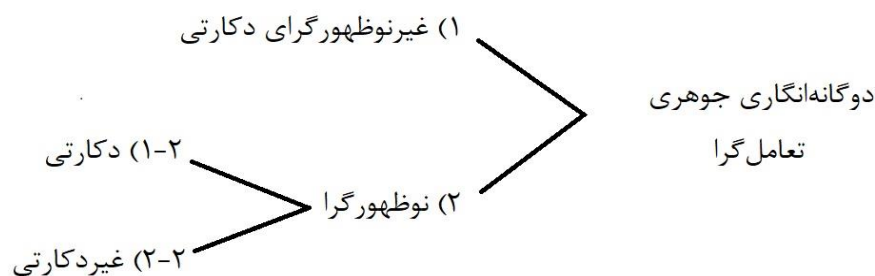 ۱) غیرنوظهورگرای دکارتی
دوگانه‌انگاری جوهری
تعامل‌گرا
۱-۲) دکارتی
۲) نوظهورگرا
۲-۲) غیردکارتی